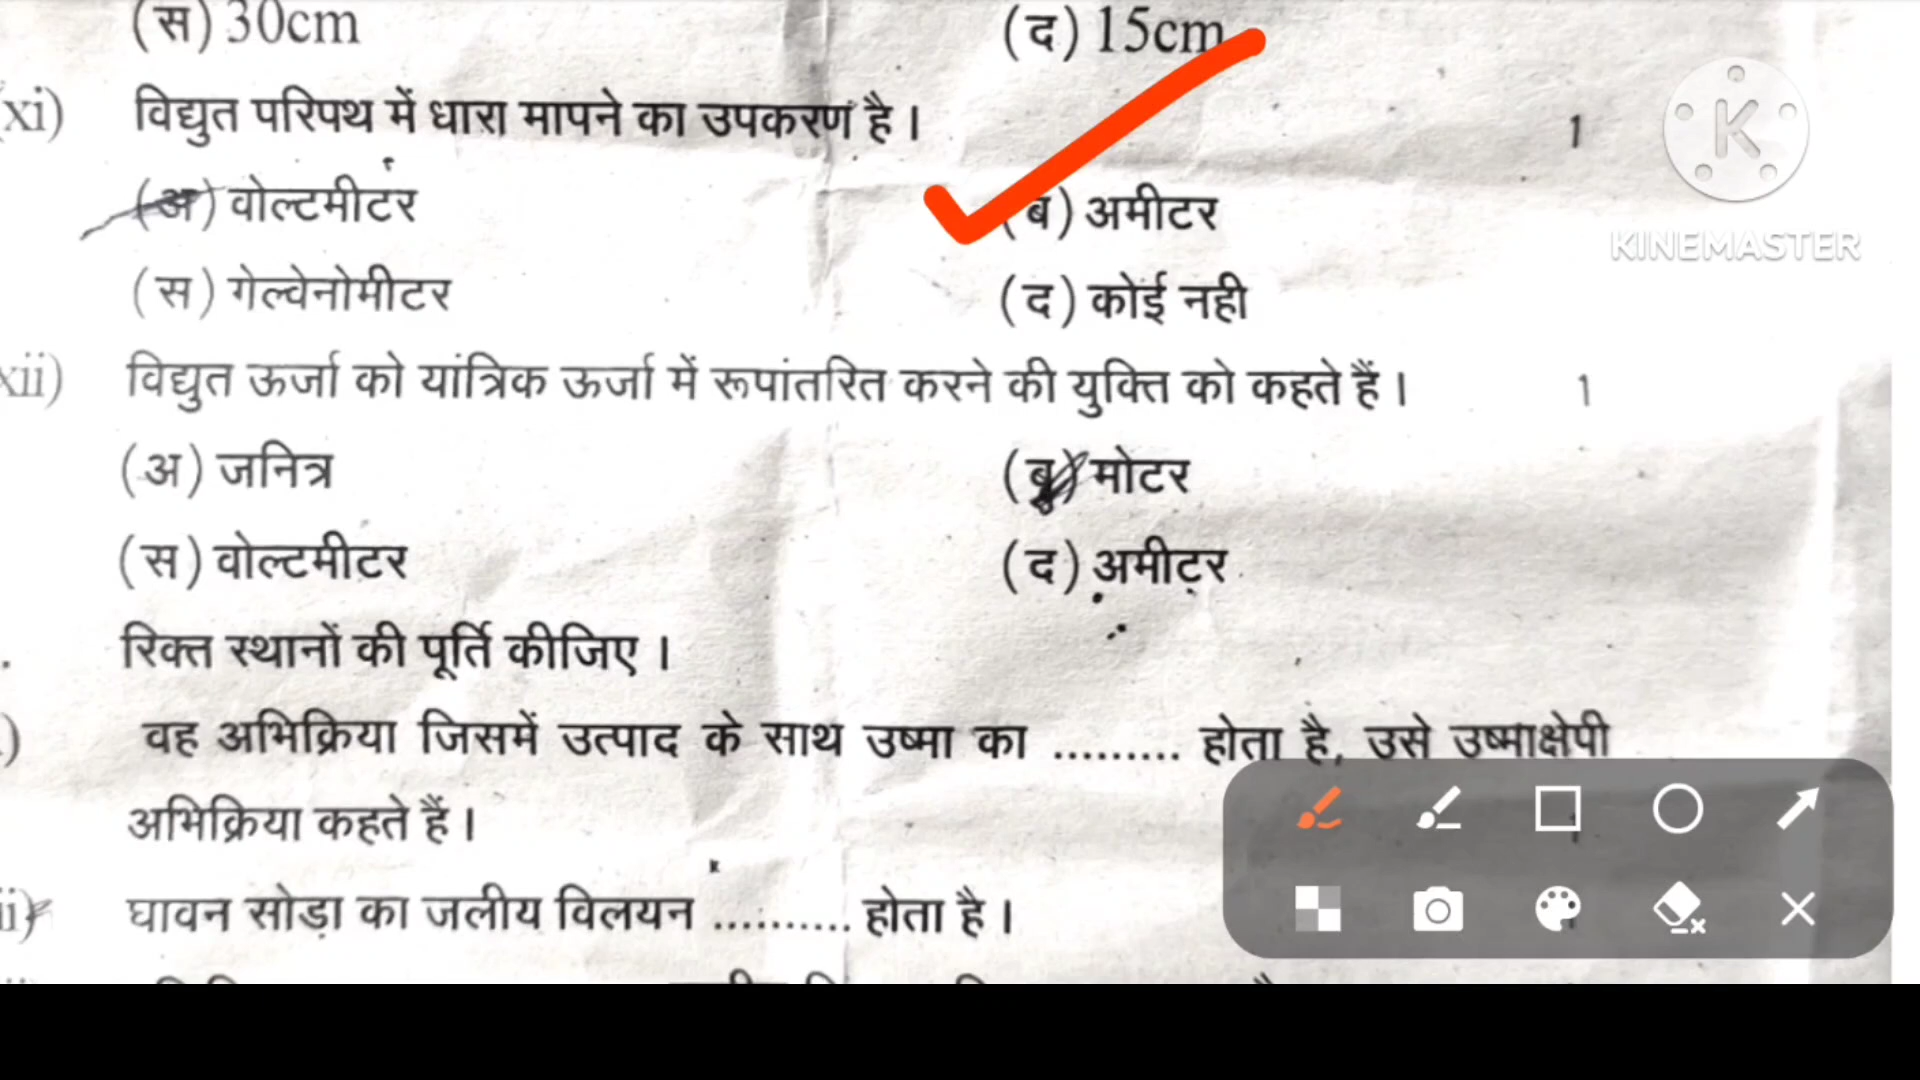 (स) 30cm (द) 15cm
xi) विद्युत परिपथ में धारा मापने का उपकरण है । 1
(अ) वोल्टमीटर (ब) अमीटर
(स) गेल्वेनोमीटर (द) कोई नही
xii) विद्युत ऊर्जा को यांत्रिक ऊर्जा में रूपांतरित करने की युक्ति को कहते हैं । 1
(अ) जनित्र (ब) मोटर
(स) वोल्टमीटर (द) अमीटर
रिक्त स्थानों की पूर्ति कीजिए ।
वह अभिक्रिया जिसमें उत्पाद के साथ उष्मा का ......... होता है, उसे उष्माक्षेपी
अभिक्रिया कहते हैं ।
ii) घावन सोड़ा का जलीय विलयन .......... होता है ।
K
KINEMASTER